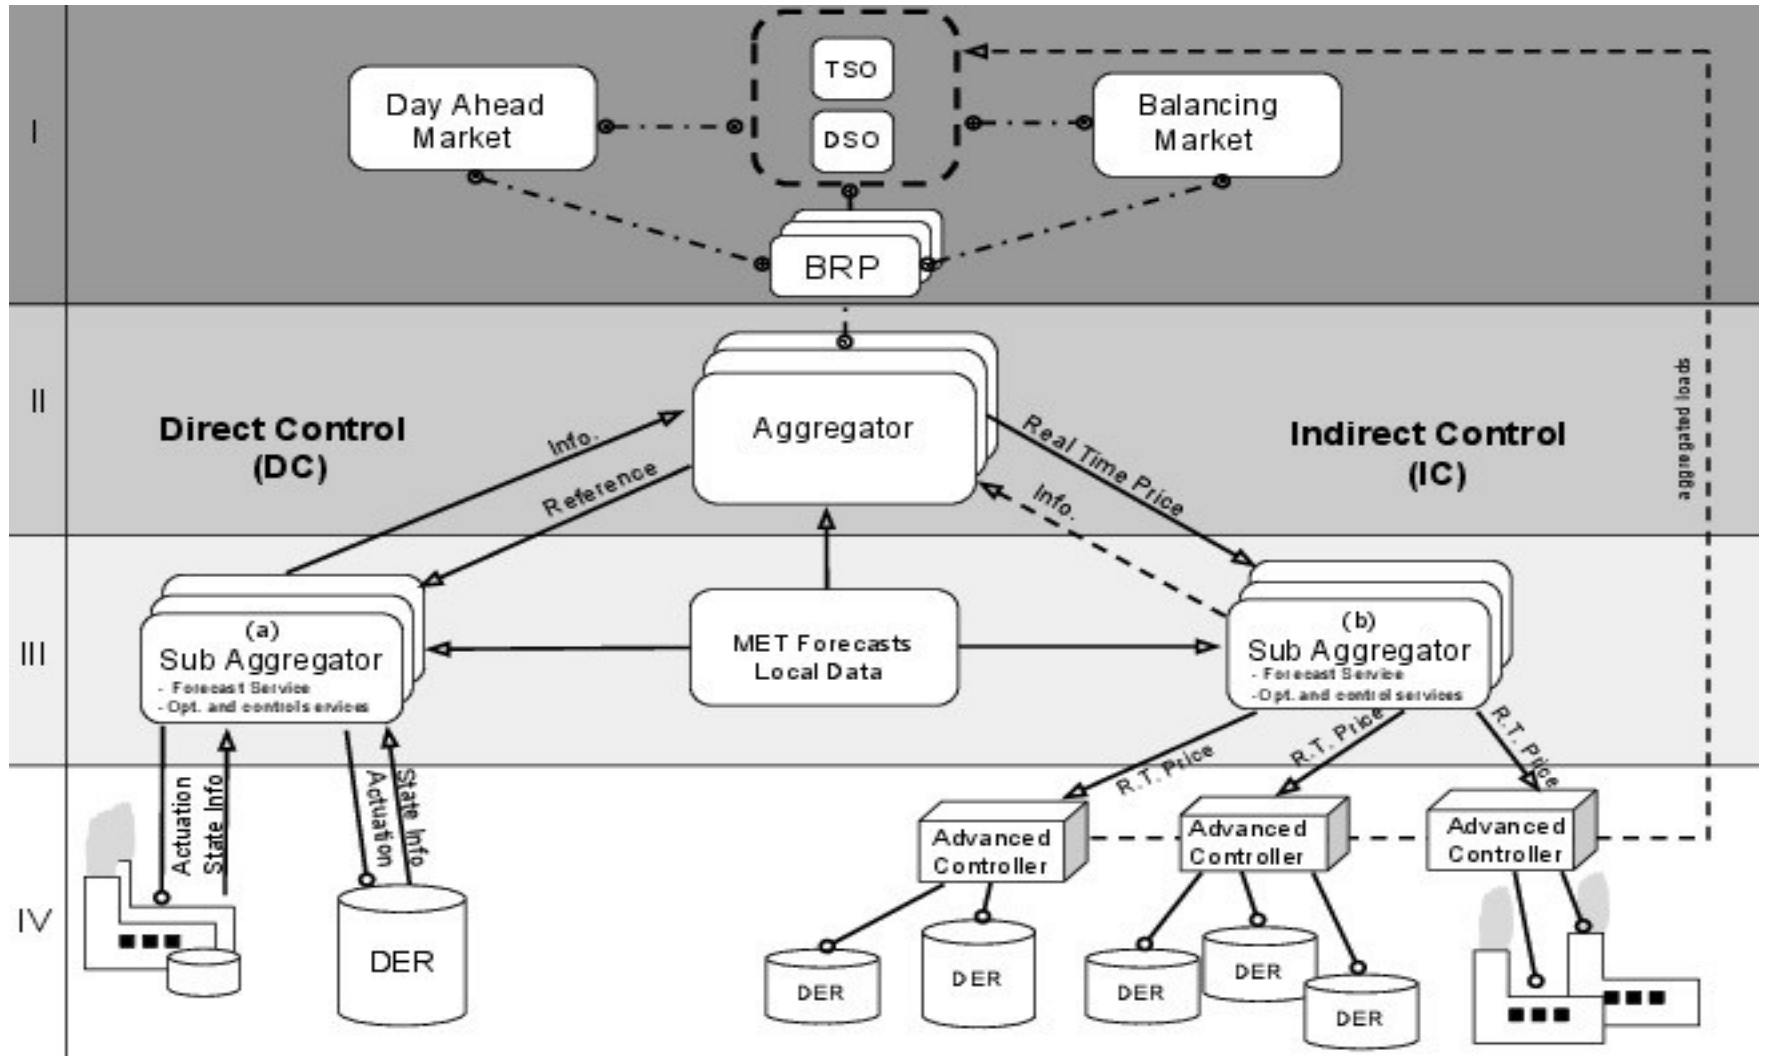 I
TSO
Day Ahead
Market
DSO
Balancing
Market
BRP
II
Direct Control
(DC)
Info.
Reference
Aggregator
Real Time Price
Info.
Indirect Control
(IC)
aggregated loads
III
(a)
Sub Aggregator
- Forecast Service
- Opt. and control services
MET Forecasts
Local Data
(b)
Sub Aggregator
- Forecast Service
- Opt. and control services
R.T. Price
R.T. Price
R.T. Price
IV
Actuation
State Info
Actuation
State Info
Advanced
Controller
Advanced
Controller
Advanced
Controller
DER
DER
DER
DER
DER
DER